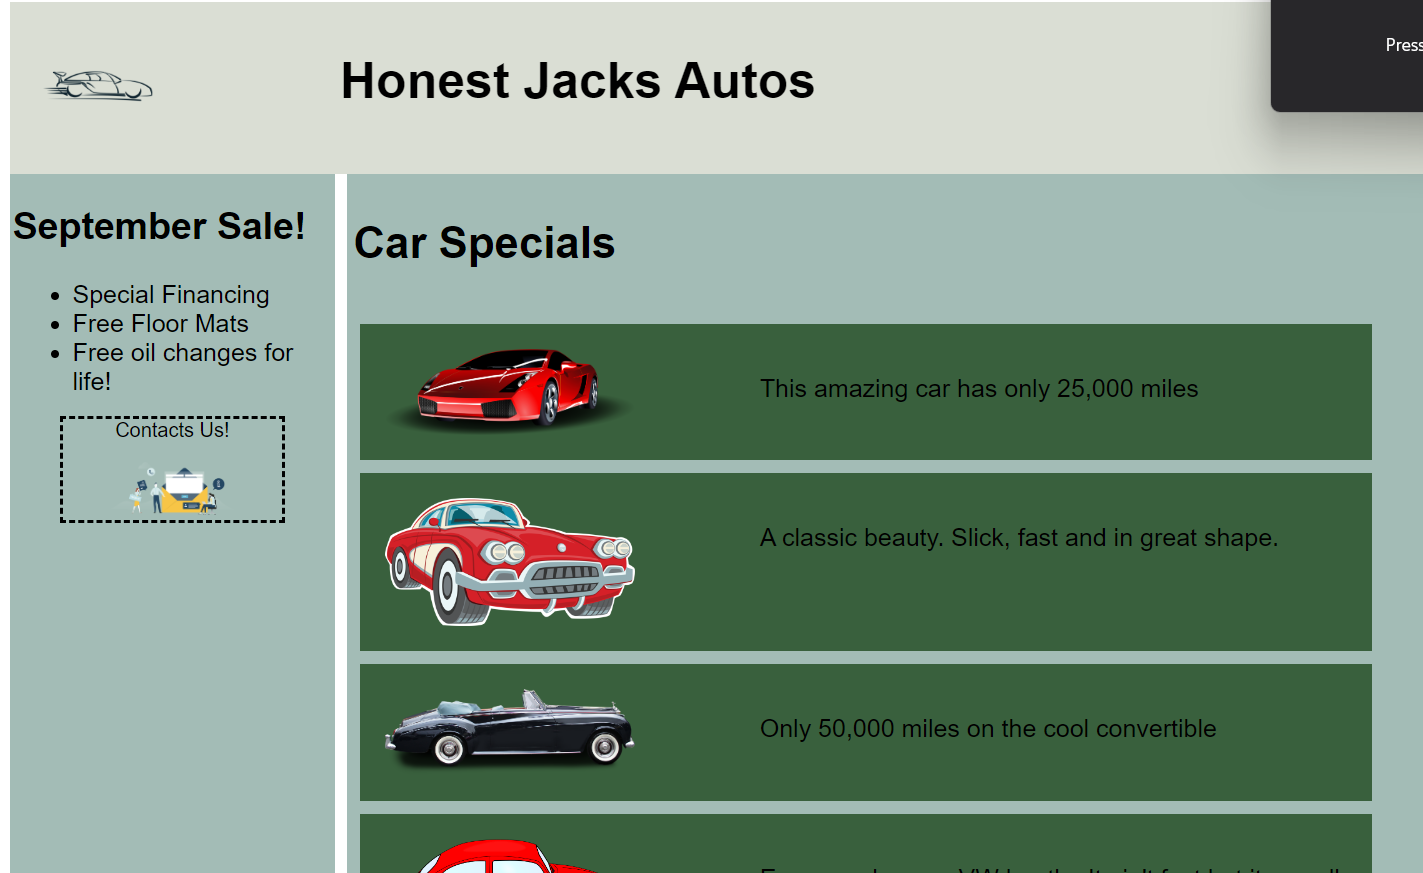 Press
Honest Jacks Autos
September Sale!
Special Financing
Free Floor Mats
Free oil changes for
life!
Contacts Us!
Car Specials
This amazing car has only 25,000 miles
A classic beauty. Slick, fast and in great shape.
Only 50,000 miles on the cool convertible